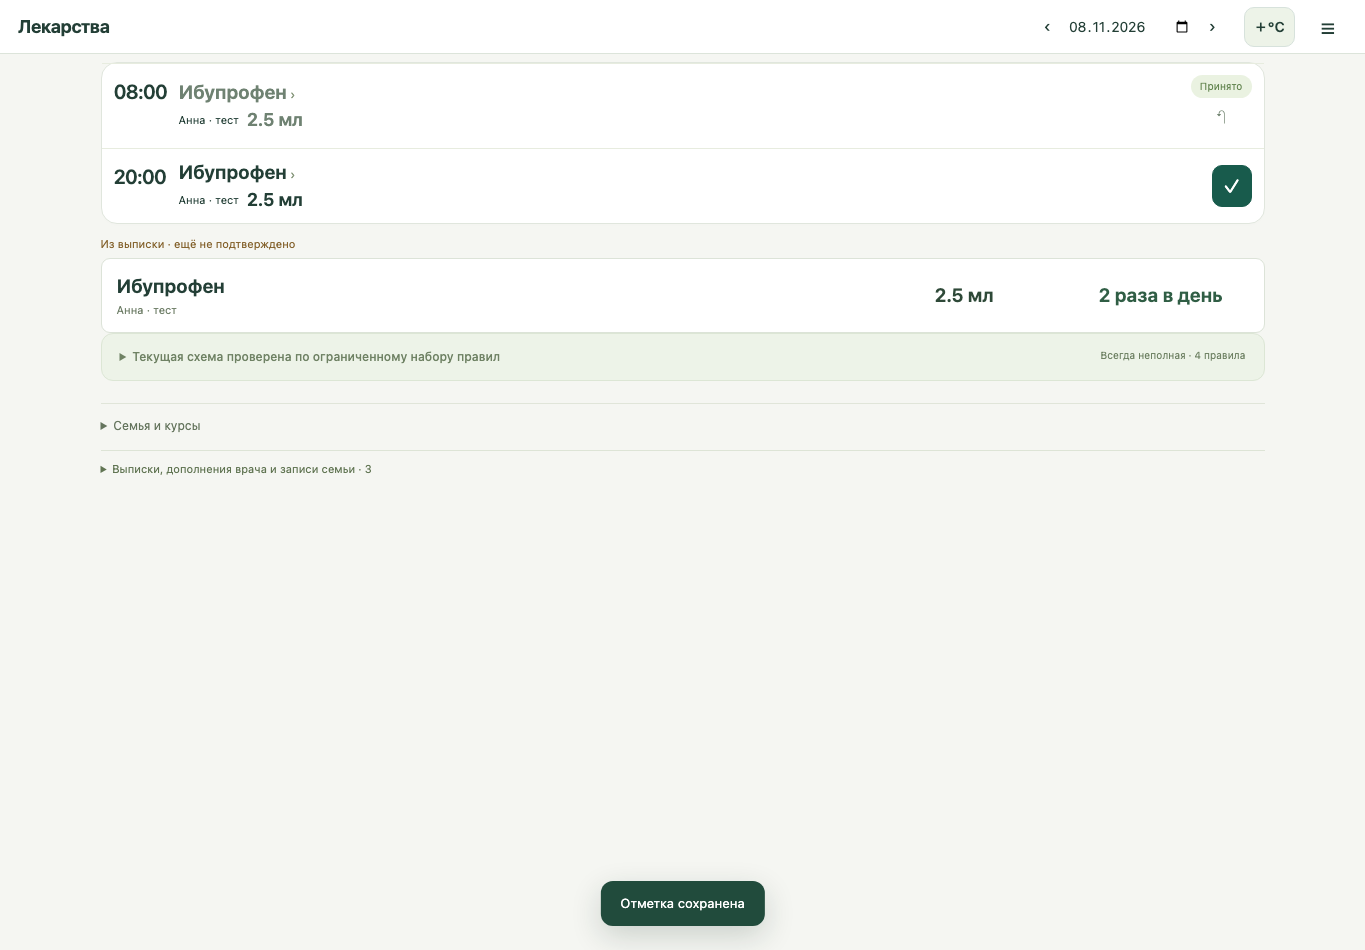 Лекарства
‹ 08.11.2026 ›
+°C
08:00 Ибупрофен › Принято
Анна · тест 2.5 мл
20:00 Ибупрофен ›
Анна · тест 2.5 мл
Из выписки · ещё не подтверждено
Ибупрофен 2.5 мл 2 раза в день
Анна · тест
Текущая схема проверена по ограниченному набору правил Всегда неполная · 4 правила
Семья и курсы
Выписки, дополнения врача и записи семьи · 3
Отметка сохранена